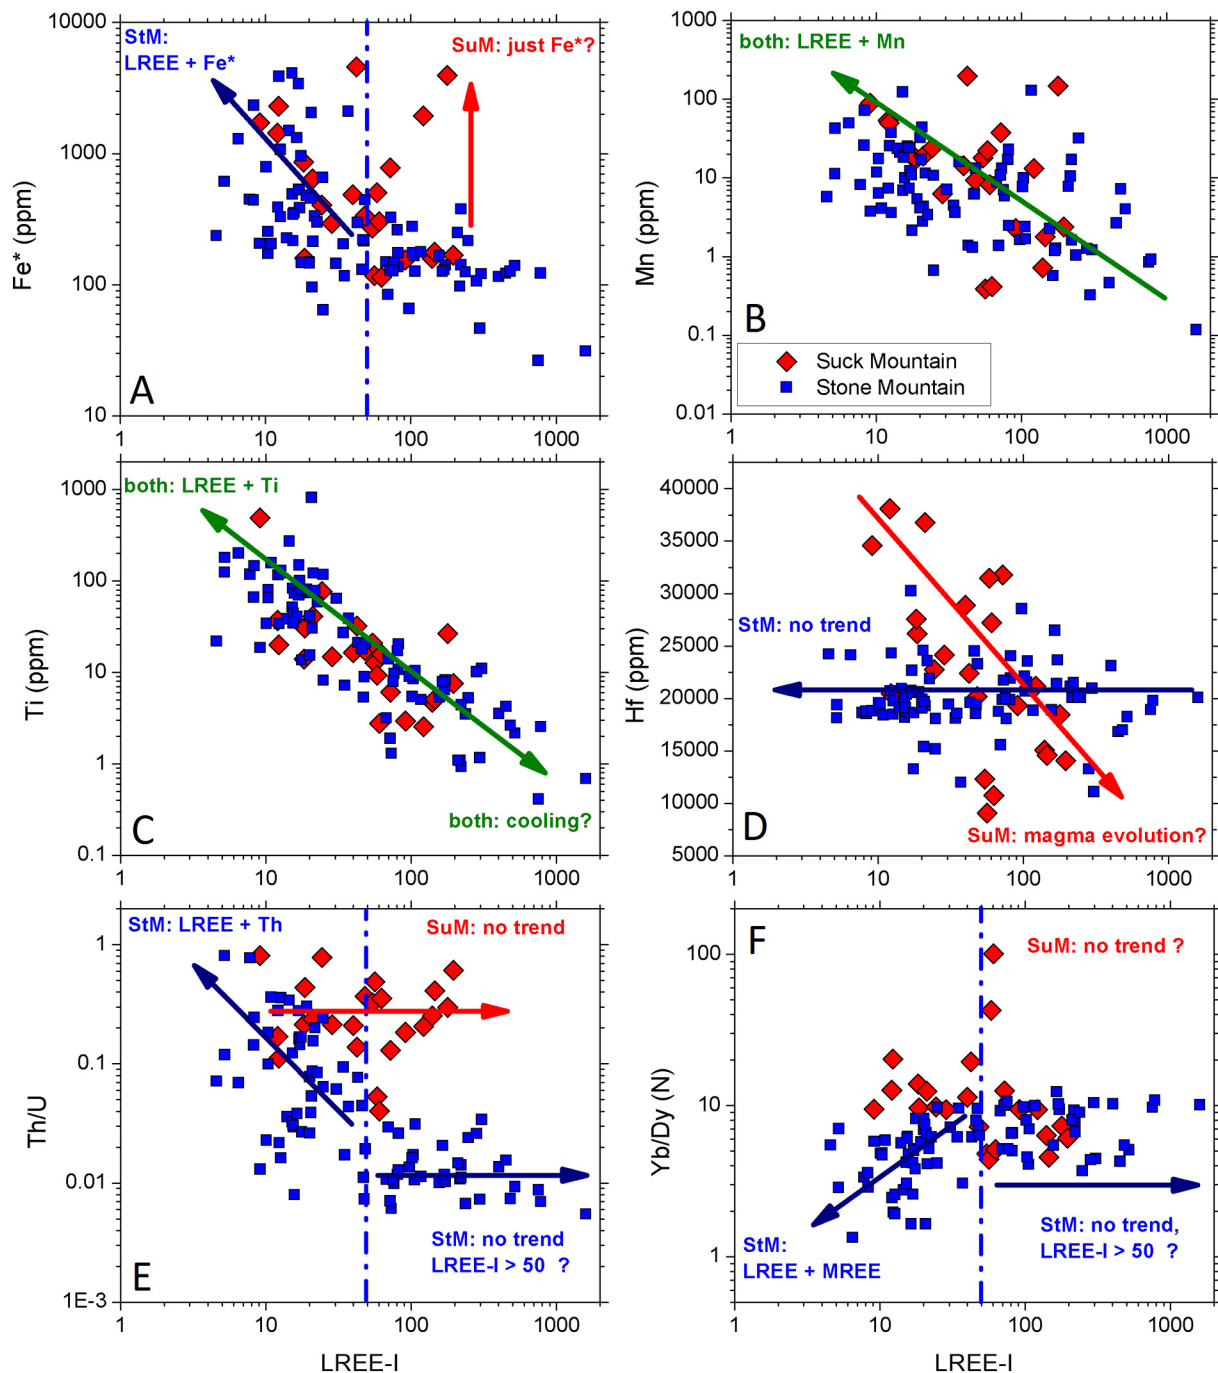 10000
1000
100
10
1
10
100
1000
Fe* (ppm)
StM:
LREE + Fe*
SuM: just Fe*?
A
1000
100
10
1
0.1
0.01
1
10
100
1000
Mn (ppm)
both: LREE + Mn
B
Suck Mountain
Stone Mountain
1000
100
10
1
0.1
1
10
100
1000
Ti (ppm)
both: LREE + Ti
both: cooling?
C
40000
35000
30000
25000
20000
15000
10000
5000
1
10
100
1000
Hf (ppm)
StM: no trend
SuM: magma evolution?
D
1
0.1
0.01
1E-3
1
10
100
1000
Th/U
StM: LREE + Th
SuM: no trend
StM: no trend
LREE-I > 50 ?
E
LREE-I
100
10
1
1
10
100
1000
Yb/Dy (N)
F
SuM: no trend ?
StM:
LREE + MREE
StM: no trend,
LREE-I > 50 ?
LREE-I